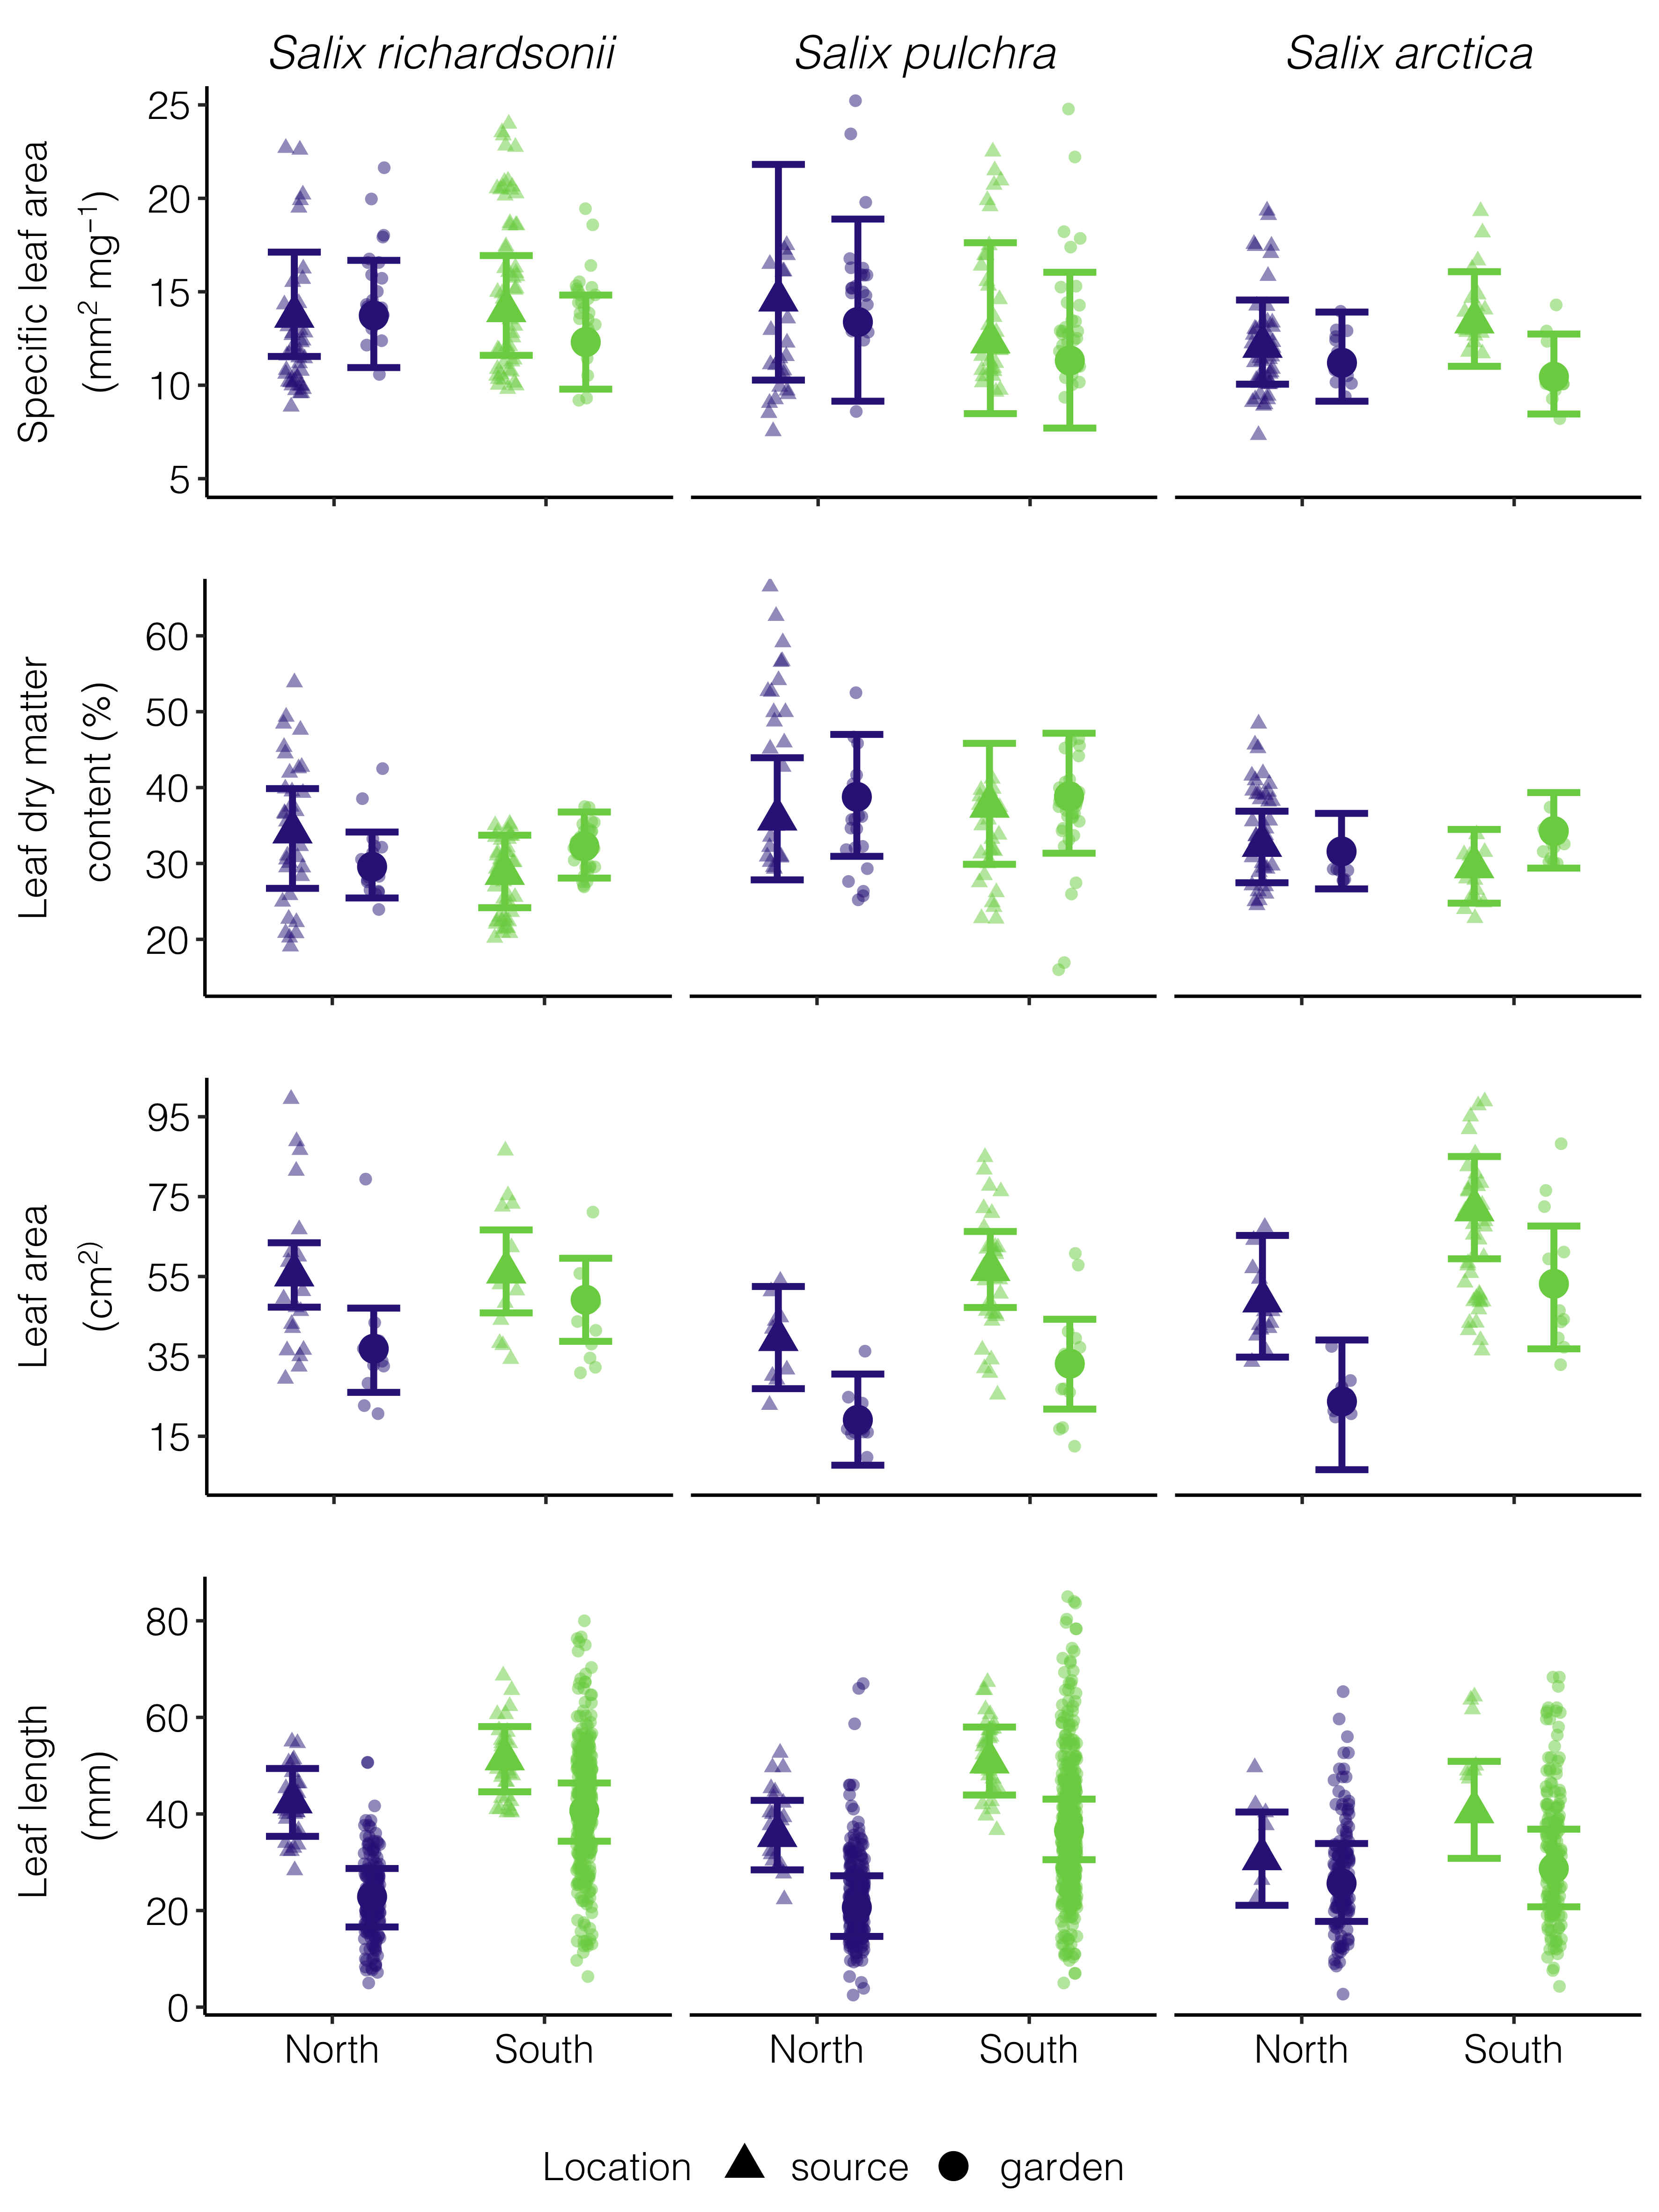 Salix richardsonii Salix pulchra Salix arctica
Specific leaf area
(mm² mg⁻¹)
25
20
15
10
5
Leaf dry matter
content (%)
60
50
40
30
20
Leaf area
(cm²⁾
95
75
55
35
15
Leaf length
(mm)
80
60
40
20
0
North South North South North South
Location source garden